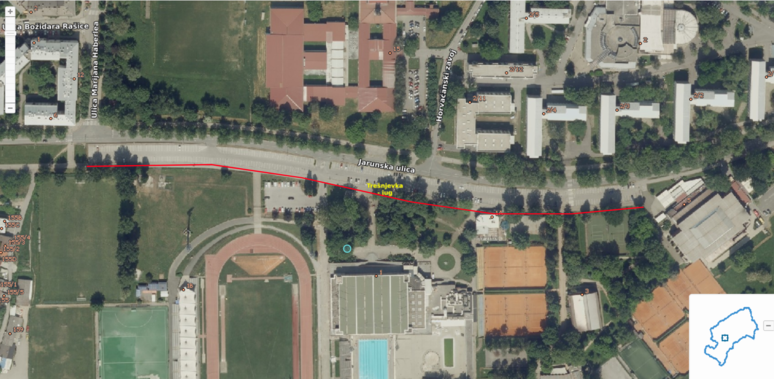 Ulica Božidara Rašice
Ulica Marijana Haberlea
Horvaćanski zavoj
Jarunska ulica
Trešnjevka
- jug